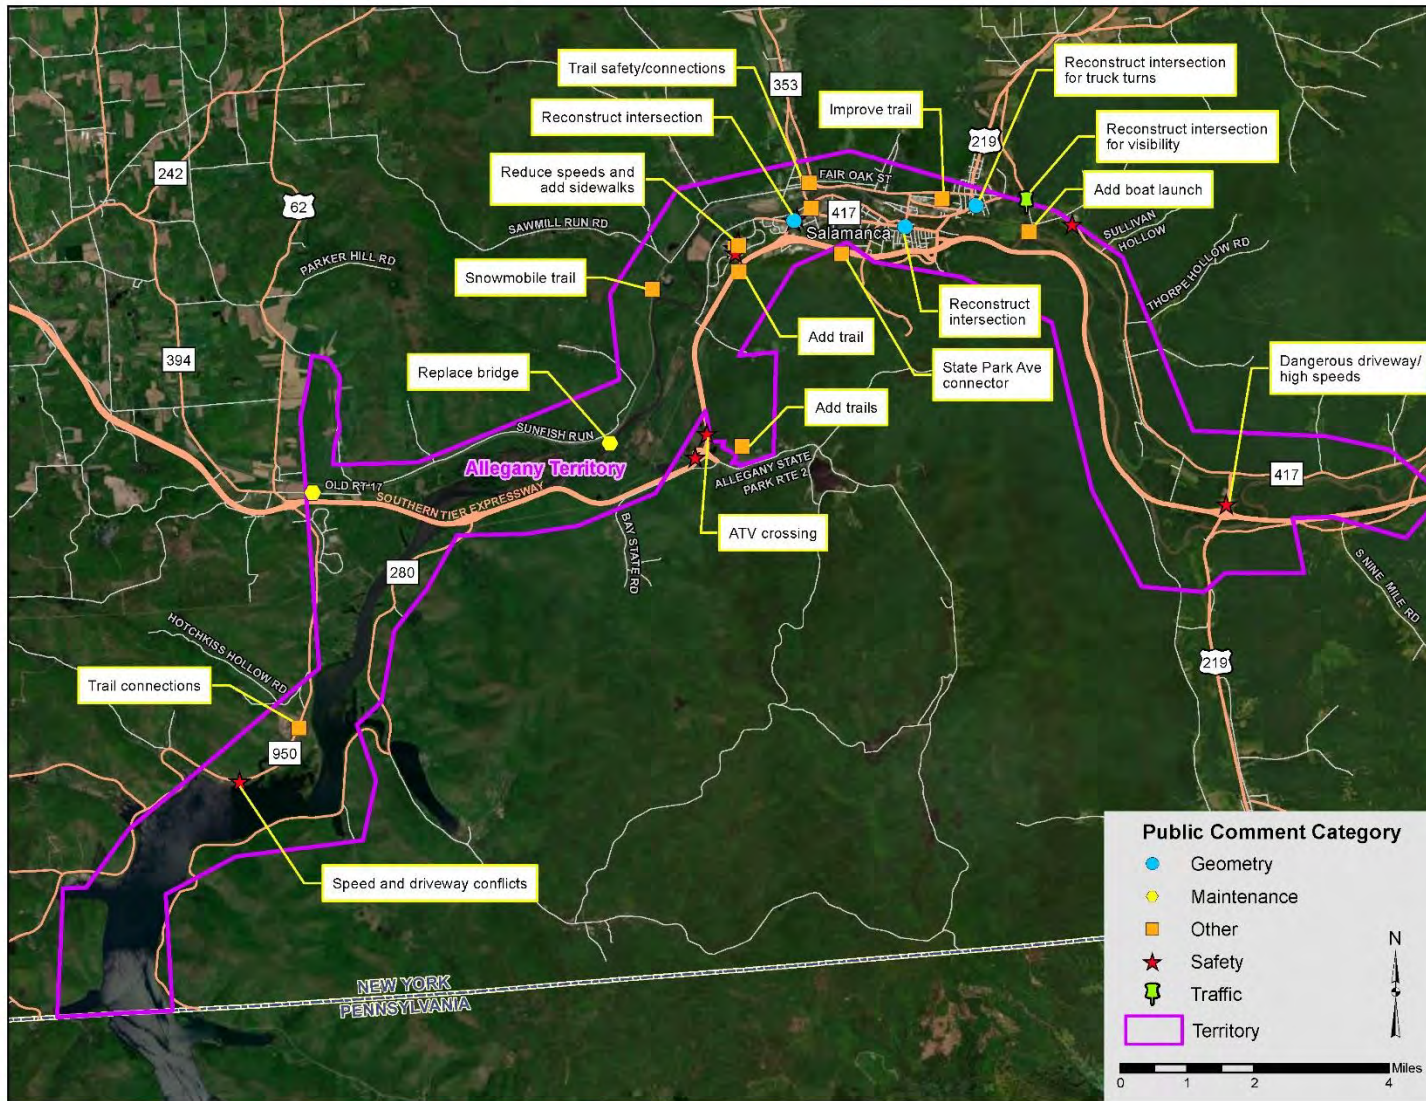 Trail safety/connections
353
Reconstruct intersection
for truck turns
Reconstruct intersection
Improve trail
219
Reconstruct intersection
for visibility
242
Reduce speeds and
add sidewalks
FAIR OAK ST
Add boat launch
62
417
SAWMILL RUN RD
Salamanca
SULLIVAN
HOLLOW
PARKER HILL RD
THORPE HOLLOW RD
Snowmobile trail
Reconstruct
intersection
Add trail
394
Replace bridge
State Park Ave
connector
Dangerous driveway/
high speeds
Add trails
SUNFISH RUN
Allegany Territory
ALLEGANY STATE
PARK RTE 2
417
OLD RT 17
SOUTHERN TIER EXPRESSWAY
ATV crossing
BAY STATE RD
280
S NINE MILE RD
HOTCHKISS HOLLOW RD
219
Trail connections
950
Speed and driveway conflicts
NEW YORK
PENNSYLVANIA
Public Comment Category
Geometry
Maintenance
Other
Safety
Traffic
Territory
N
Miles
0 1 2 4